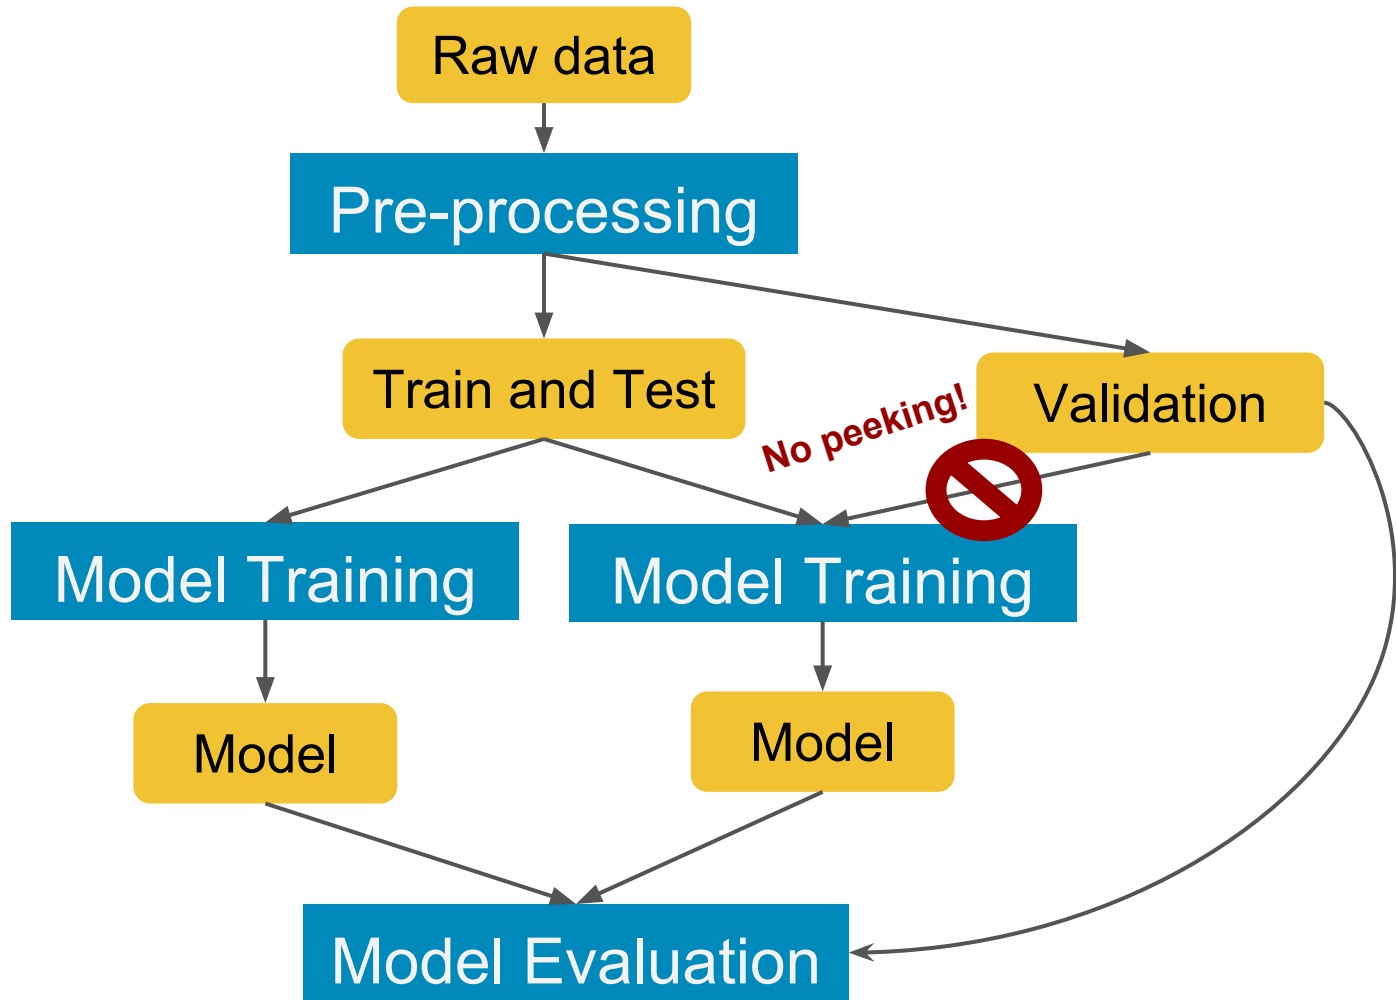 Raw data
Pre-processing
Train and Test
No peeking!
Validation
Model Training
Model Training
Model
Model
Model Evaluation